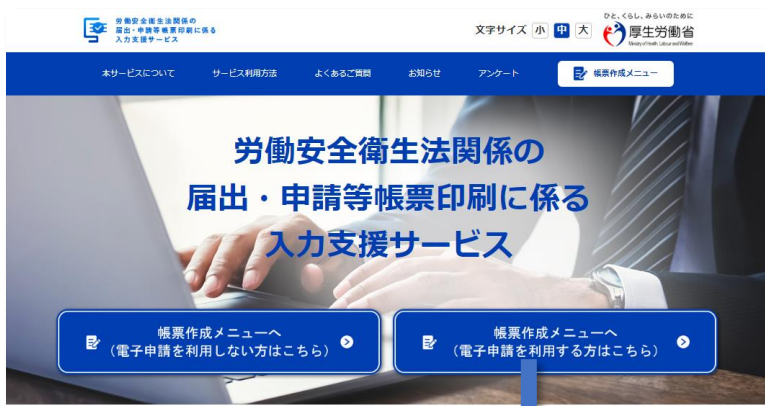 労働安全衛生法関係の
届出・申請等帳票印刷に係る
入力支援サービス
文字サイズ 小 中 大
ひと、くらし、みらいのために
厚生労働省
Ministry of Health, Labour and Welfare
本サービスについて サービス利用方法 よくあるご質問 お知らせ アンケート 帳票作成メニュー
労働安全衛生法関係の
届出・申請等帳票印刷に係る
入力支援サービス
帳票作成メニューへ
(電子申請を利用しない方はこちら)
帳票作成メニューへ
(電子申請を利用する方はこちら)